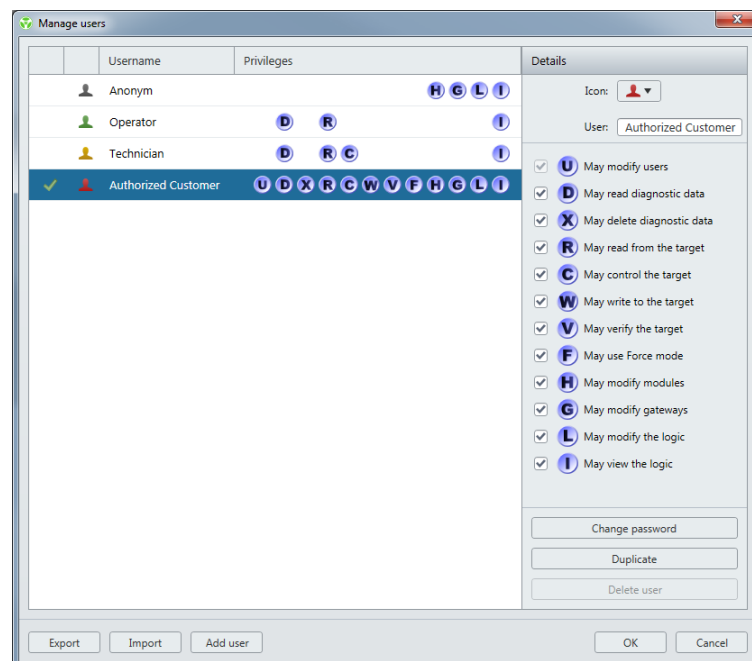 Manage users
Username Privileges
Anonym H G L I
Operator D R I
Technician D R C I
Authorized Customer U D X R C W V F H G L I
Details
Icon:
User: Authorized Customer
U May modify users
D May read diagnostic data
X May delete diagnostic data
R May read from the target
C May control the target
W May write to the target
V May verify the target
F May use Force mode
H May modify modules
G May modify gateways
L May modify the logic
I May view the logic
Change password
Duplicate
Delete user
Export Import Add user OK Cancel